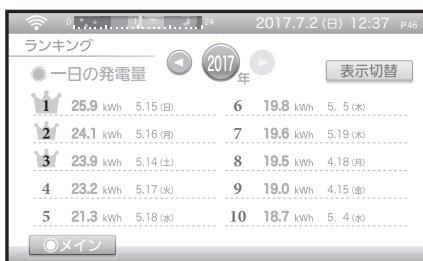 0 24 2017.7.2 (日) 12:37 P46
ランキング
一日の発電量
2017年
表示切替
1 25.9 kWh 5.15 (日)
2 24.1 kWh 5.16 (月)
3 23.9 kWh 5.14 (土)
4 23.2 kWh 5.17 (火)
5 21.3 kWh 5.18 (水)
6 19.8 kWh 5. 5 (木)
7 19.6 kWh 5.19 (木)
8 19.5 kWh 4.18 (月)
9 19.0 kWh 4.15 (金)
10 18.7 kWh 5. 4 (水)
メイン